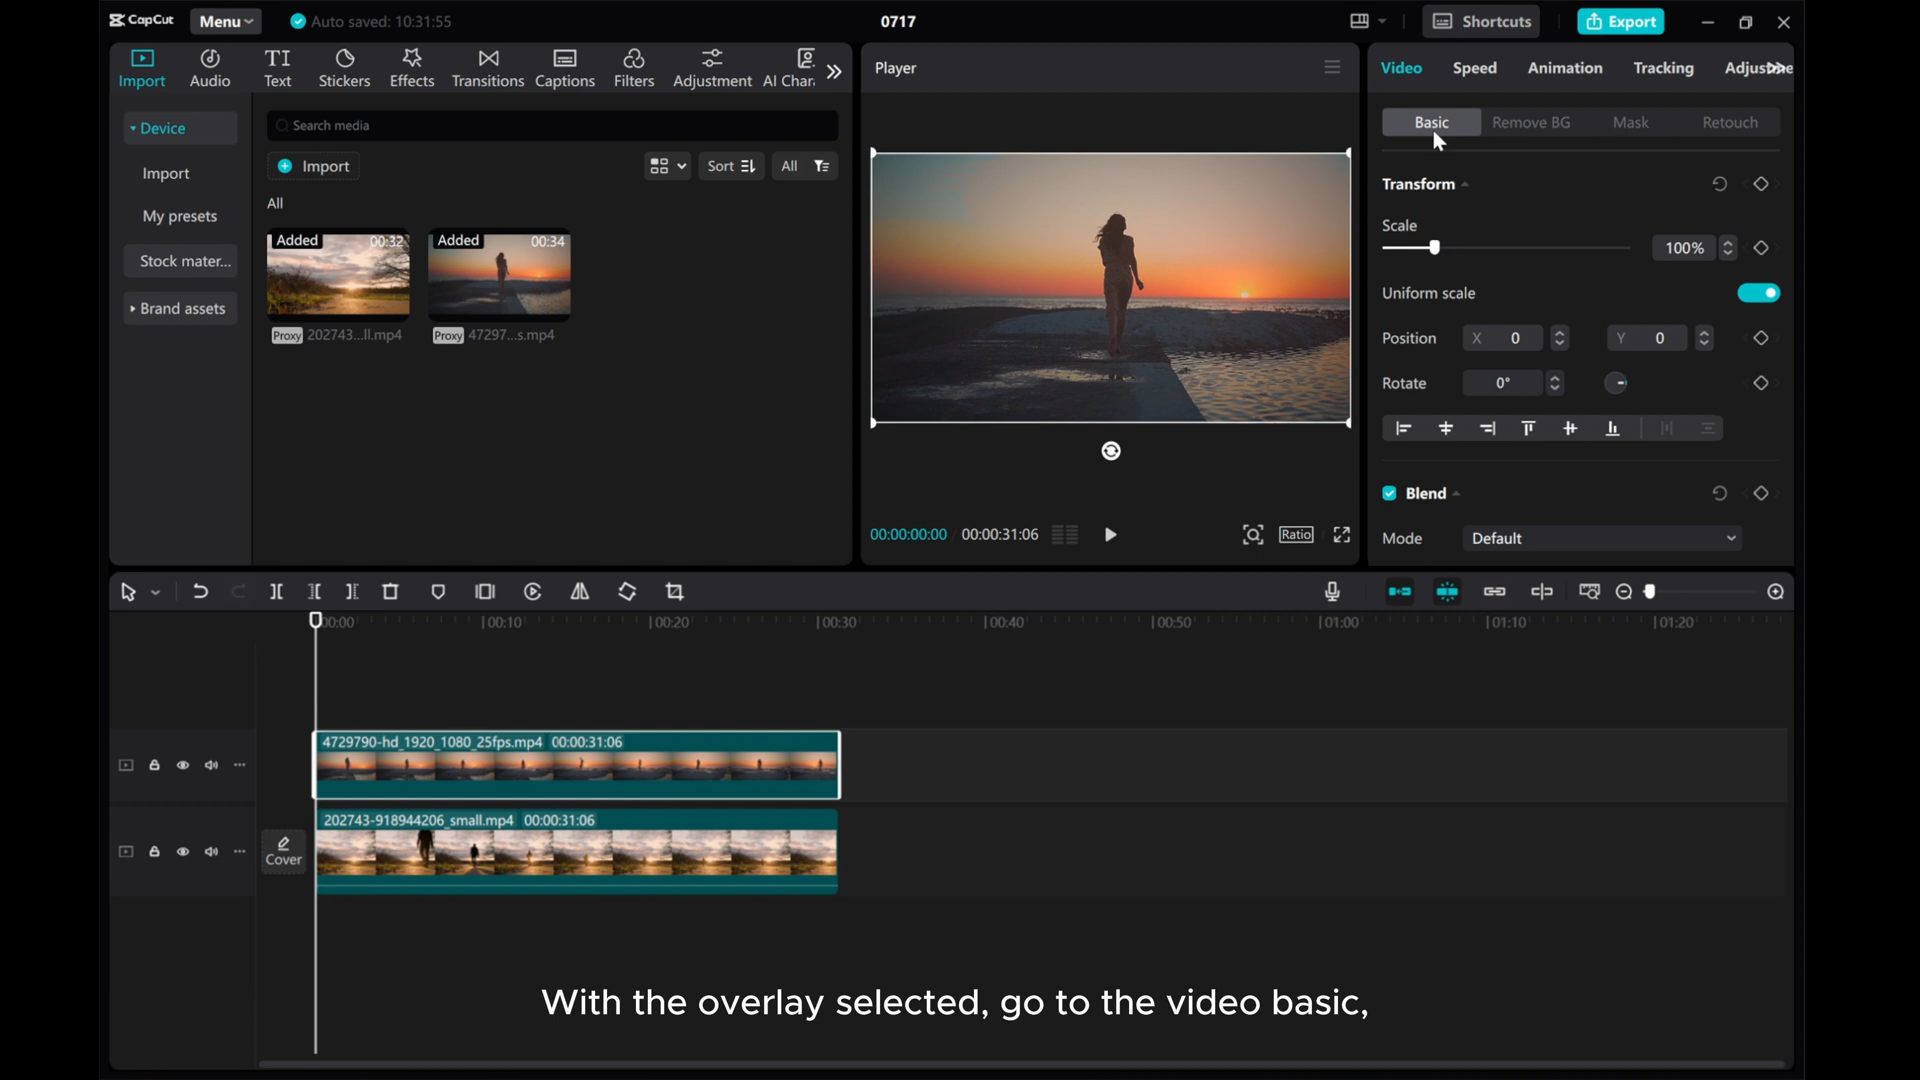 CapCut Menu Auto saved: 10:31:55 0717 Shortcuts Export
Import Audio Text Stickers Effects Transitions Captions Filters Adjustment AI Char
Device
Import
My presets
Stock mater...
Brand assets
Search media
Import Sort All
All
Added 00:32 Added 00:34
Proxy 202743...ll.mp4 Proxy 47297...s.mp4
Player
00:00:00:00 00:00:31:06 Ratio
Video Speed Animation Tracking
Basic Remove BG Mask Retouch
Transform
Scale
100%
Uniform scale
Position X 0 Y 0
Rotate 0°
Blend
Mode Default
00:00 00:10 00:20 00:30 00:40 00:50 01:00 01:10 01:20
4729790-hd_1920_1080_25fps.mp4 00:00:31:06
202743-918944206_small.mp4 00:00:31:06
Cover
With the overlay selected, go to the video basic,